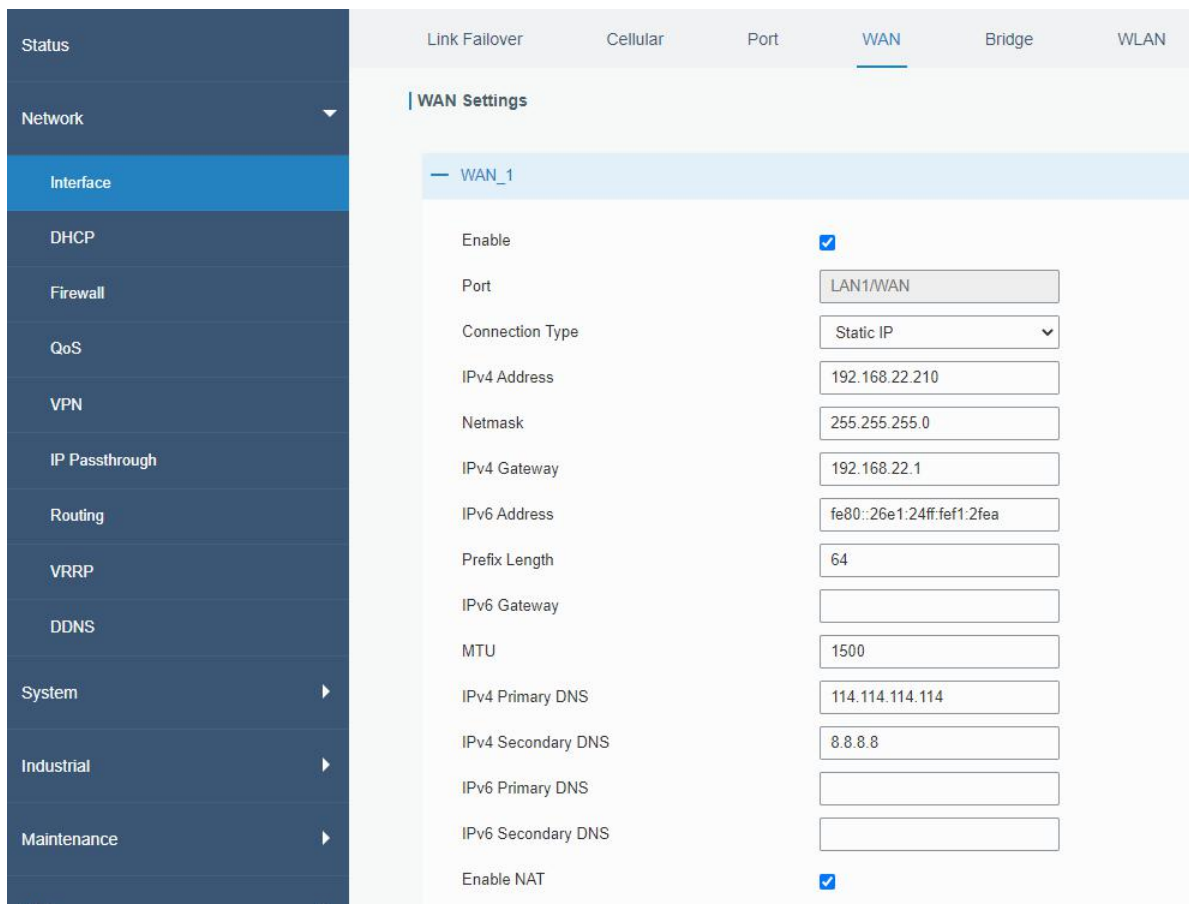 Status
Network
Interface
DHCP
Firewall
QoS
VPN
IP Passthrough
Routing
VRRP
DDNS
System
Industrial
Maintenance
Link Failover Cellular Port WAN Bridge WLAN
WAN Settings
WAN_1
Enable
Port LAN1/WAN
Connection Type Static IP
IPv4 Address 192.168.22.210
Netmask 255.255.255.0
IPv4 Gateway 192.168.22.1
IPv6 Address fe80::26e1:24ff:fef1:2fea
Prefix Length 64
IPv6 Gateway
MTU 1500
IPv4 Primary DNS 114.114.114.114
IPv4 Secondary DNS 8.8.8.8
IPv6 Primary DNS
IPv6 Secondary DNS
Enable NAT